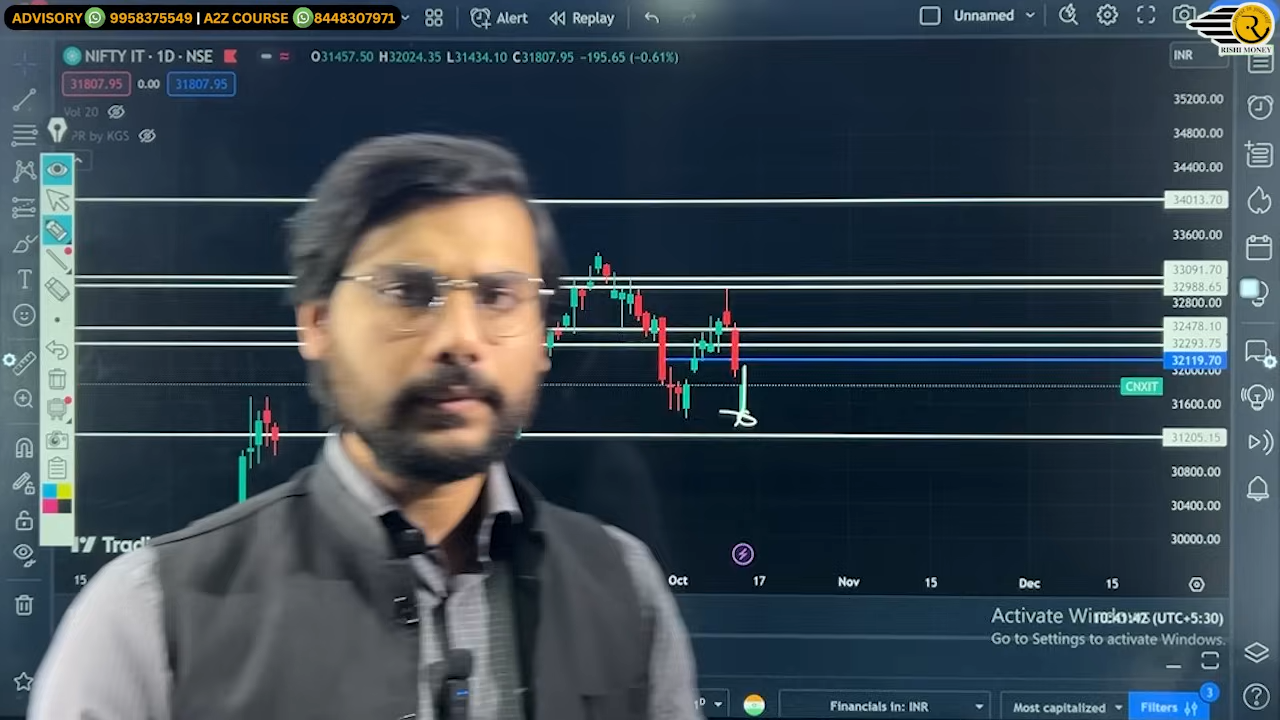 ADVISORY 9958375549 | A2Z COURSE 8448307971
Alert
Replay
Unnamed
RISHI MONEY
NIFTY IT · 1D · NSE
O31457.50 H32024.35 L31434.10 C31807.95 −195.65 (−0.61%)
INR
31807.95 0.00 31807.95
Vol 20
PR by KGS
35200.00
34800.00
34400.00
34013.70
33600.00
33091.70
32988.65
32800.00
32478.10
32293.75
32119.70
32000.00
CNXIT
31600.00
31205.15
30800.00
30400.00
30000.00
15 Oct 17 Nov 15 Dec 15
Activate
(UTC+5:30)
Go to Settings to activate Windows.
Financials in: INR
Most capitalized
Filters
3